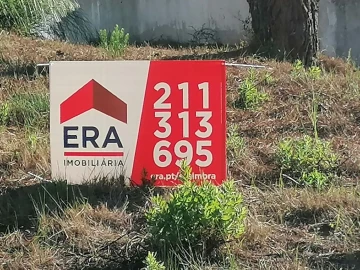 ERA
IMOBILIÁRIA
211
313
695
era.pt/